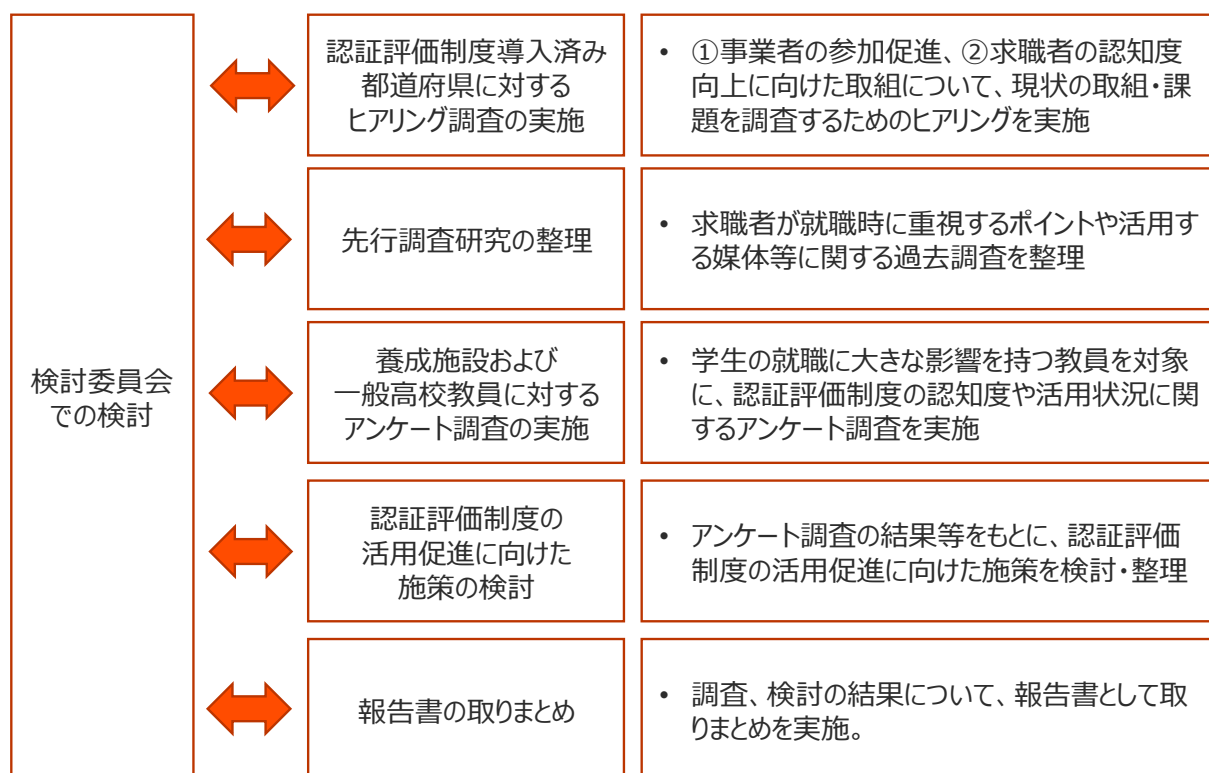 検討委員会
での検討
認証評価制度導入済み
都道府県に対する
ヒアリング調査の実施
• ①事業者の参加促進、②求職者の認知度
向上に向けた取組について、現状の取組・課
題を調査するためのヒアリングを実施
先行調査研究の整理
• 求職者が就職時に重視するポイントや活用す
る媒体等に関する過去調査を整理
養成施設および
一般高校教員に対する
アンケート調査の実施
• 学生の就職に大きな影響を持つ教員を対象
に、認証評価制度の認知度や活用状況に関
するアンケート調査を実施
認証評価制度の
活用促進に向けた
施策の検討
• アンケート調査の結果等をもとに、認証評価
制度の活用促進に向けた施策を検討・整理
報告書の取りまとめ
• 調査、検討の結果について、報告書として取
りまとめを実施。